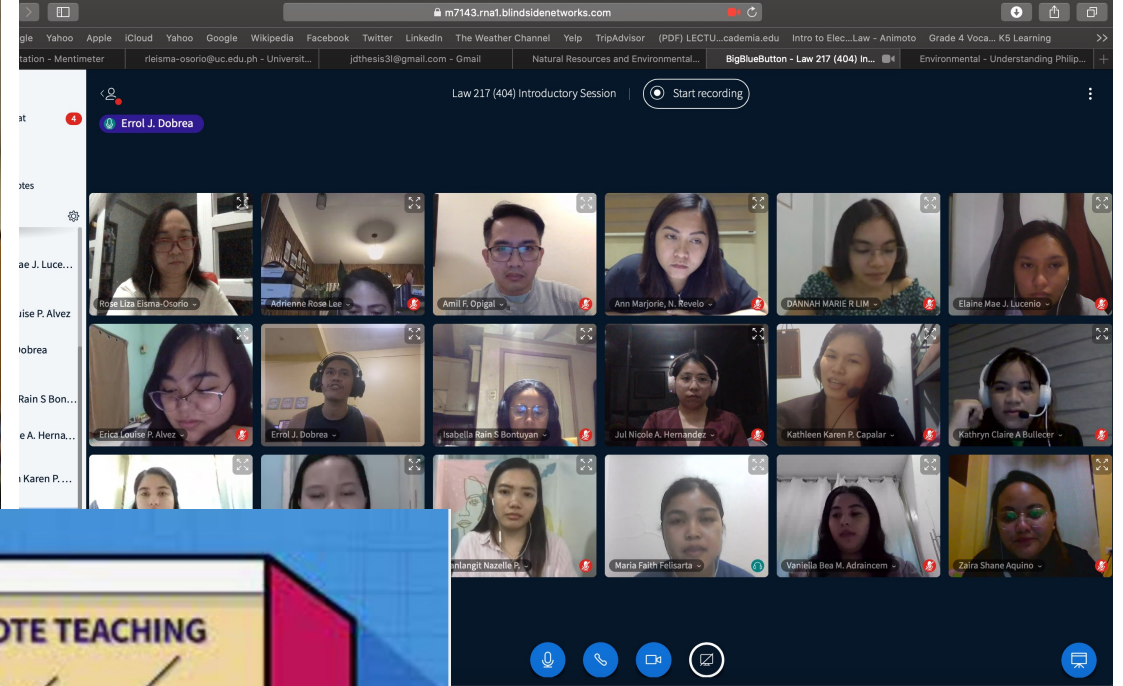 m7143.rna1.blindsidenetworks.com
gle Yahoo Apple iCloud Yahoo Google Wikipedia Facebook Twitter LinkedIn The Weather Channel Yelp TripAdvisor (PDF) LECTU...cademia.edu Intro to Elec...Law - Animoto Grade 4 Voca... K5 Learning >>
tation - Mentimeter rleisma-osorio@uc.edu.ph - Universit... jdthesis3l@gmail.com - Gmail Natural Resources and Environmental... BigBlueButton - Law 217 (404) In... Environmental - Understanding Philip... +
Law 217 (404) Introductory Session | Start recording
at 4
Errol J. Dobrea
otes
ae J. Luce...
Rose Liza Eisma-Osorio Adrienne Rose Lee Amil F. Opigal Ann Marjorie, N. Revelo DANNAH MARIE R LIM Elaine Mae J. Lucenio
uise P. Alvez
Dobrea
Rain S Bon...
e A. Herna...
Erica Louise P. Alvez Errol J. Dobrea Isabella Rain S Bontuyan Jul Nicole A. Hernandez Kathleen Karen P. Capalar Kathryn Claire A Bullecer
Karen P. ...
anlangit Nazelle P. Maria Faith Felisarta Vaniella Bea M. Adraincem Zaira Shane Aquino
OTE TEACHING